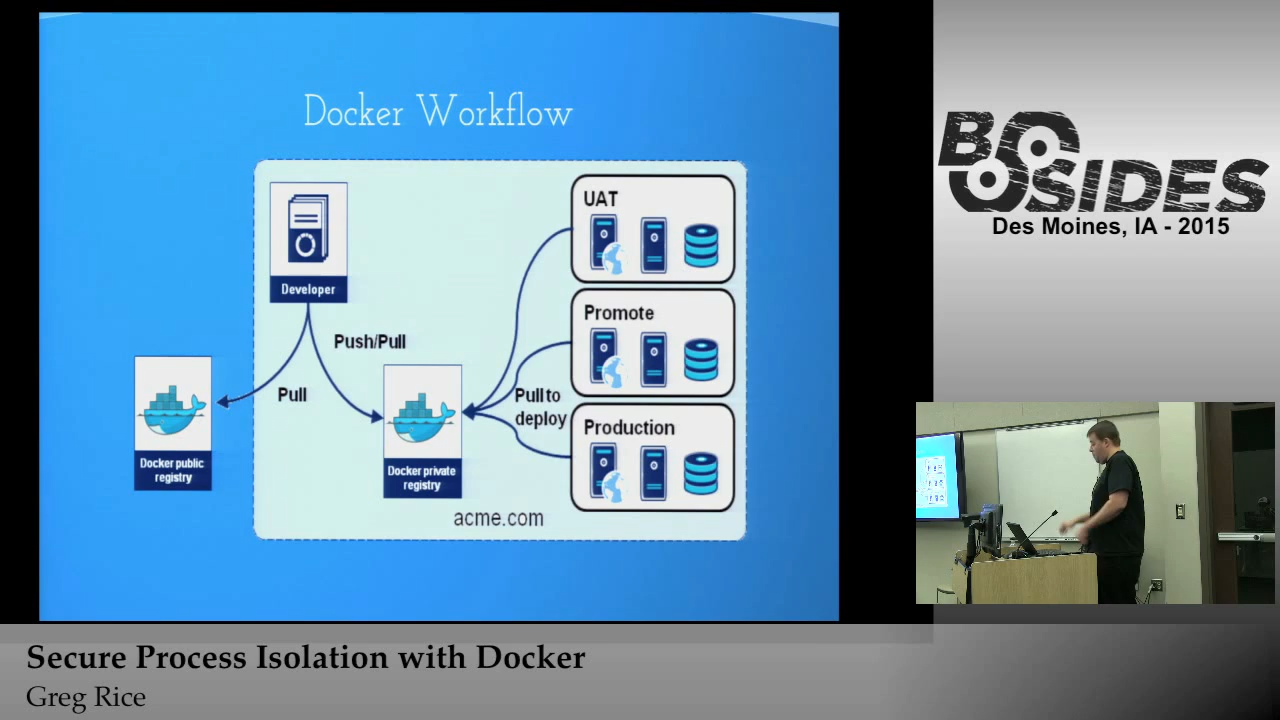 Docker Workflow
Developer
Push/Pull
Pull
Docker public
registry
Docker private
registry
Pull to
deploy
UAT
Promote
Production
acme.com
BSIDES
Des Moines, IA - 2015
Secure Process Isolation with Docker
Greg Rice